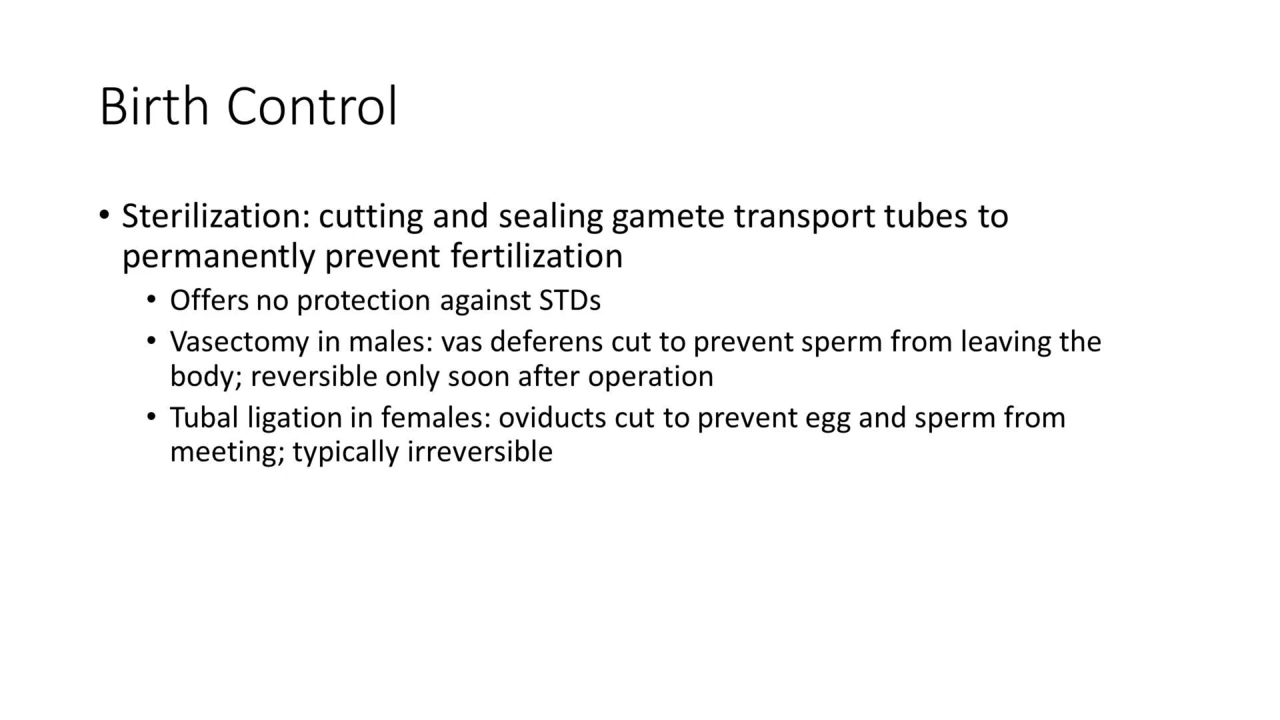 Birth Control
• Sterilization: cutting and sealing gamete transport tubes to
permanently prevent fertilization
• Offers no protection against STDs
• Vasectomy in males: vas deferens cut to prevent sperm from leaving the
body; reversible only soon after operation
• Tubal ligation in females: oviducts cut to prevent egg and sperm from
meeting; typically irreversible